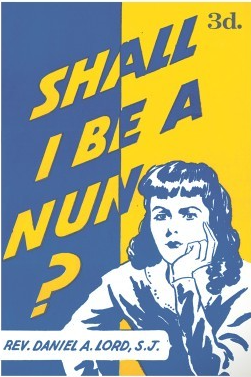 3d.
SHALL
I BE A
NUN
?
REV. DANIEL A. LORD, S.J.